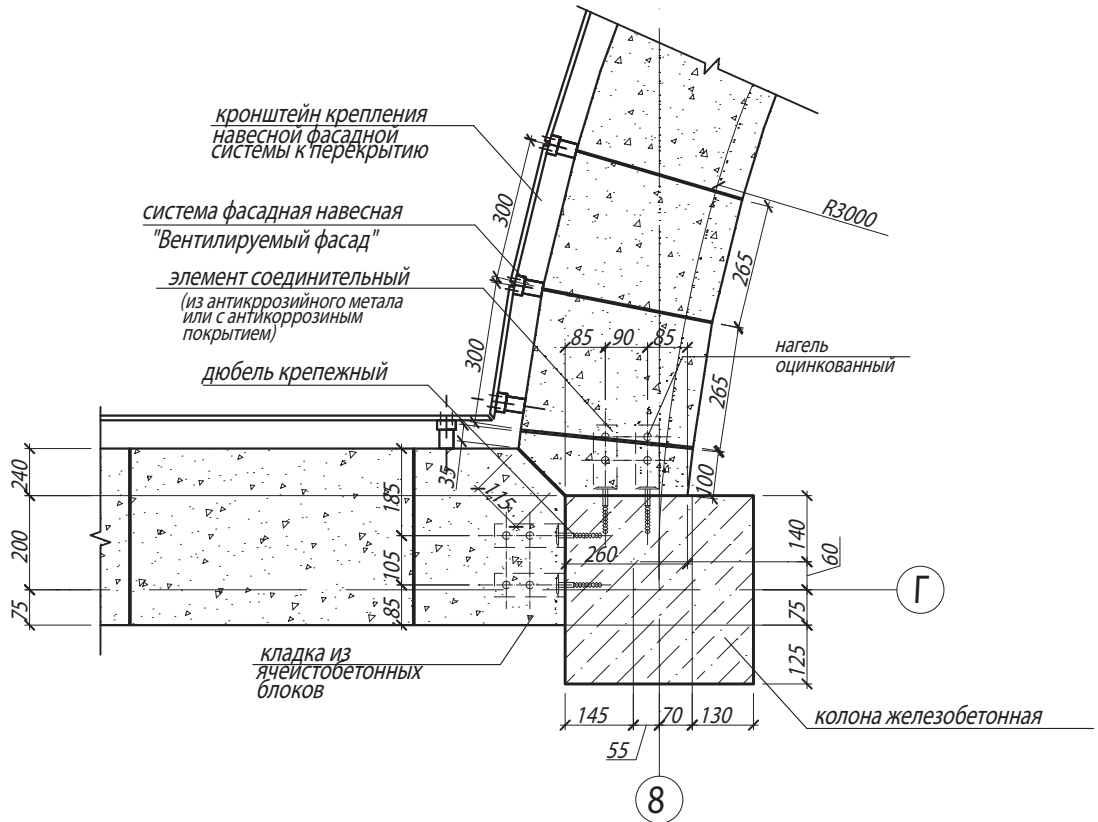 кронштейн крепления
навесной фасадной
системы к перекрытию
система фасадная навесная
"Вентилируемый фасад"
элемент соединительный
(из антикррозийного метала
или с антикоррозиным
покрытием)
дюбель крепежный
300
300
R3000
265
265
85 90 85
нагель
оцинкованный
100
240
200
75
185
105
85
35
115
260
140
60
75
125
Г
кладка из
ячеистобетонных
блоков
145 70 130
55
колона железобетонная
8